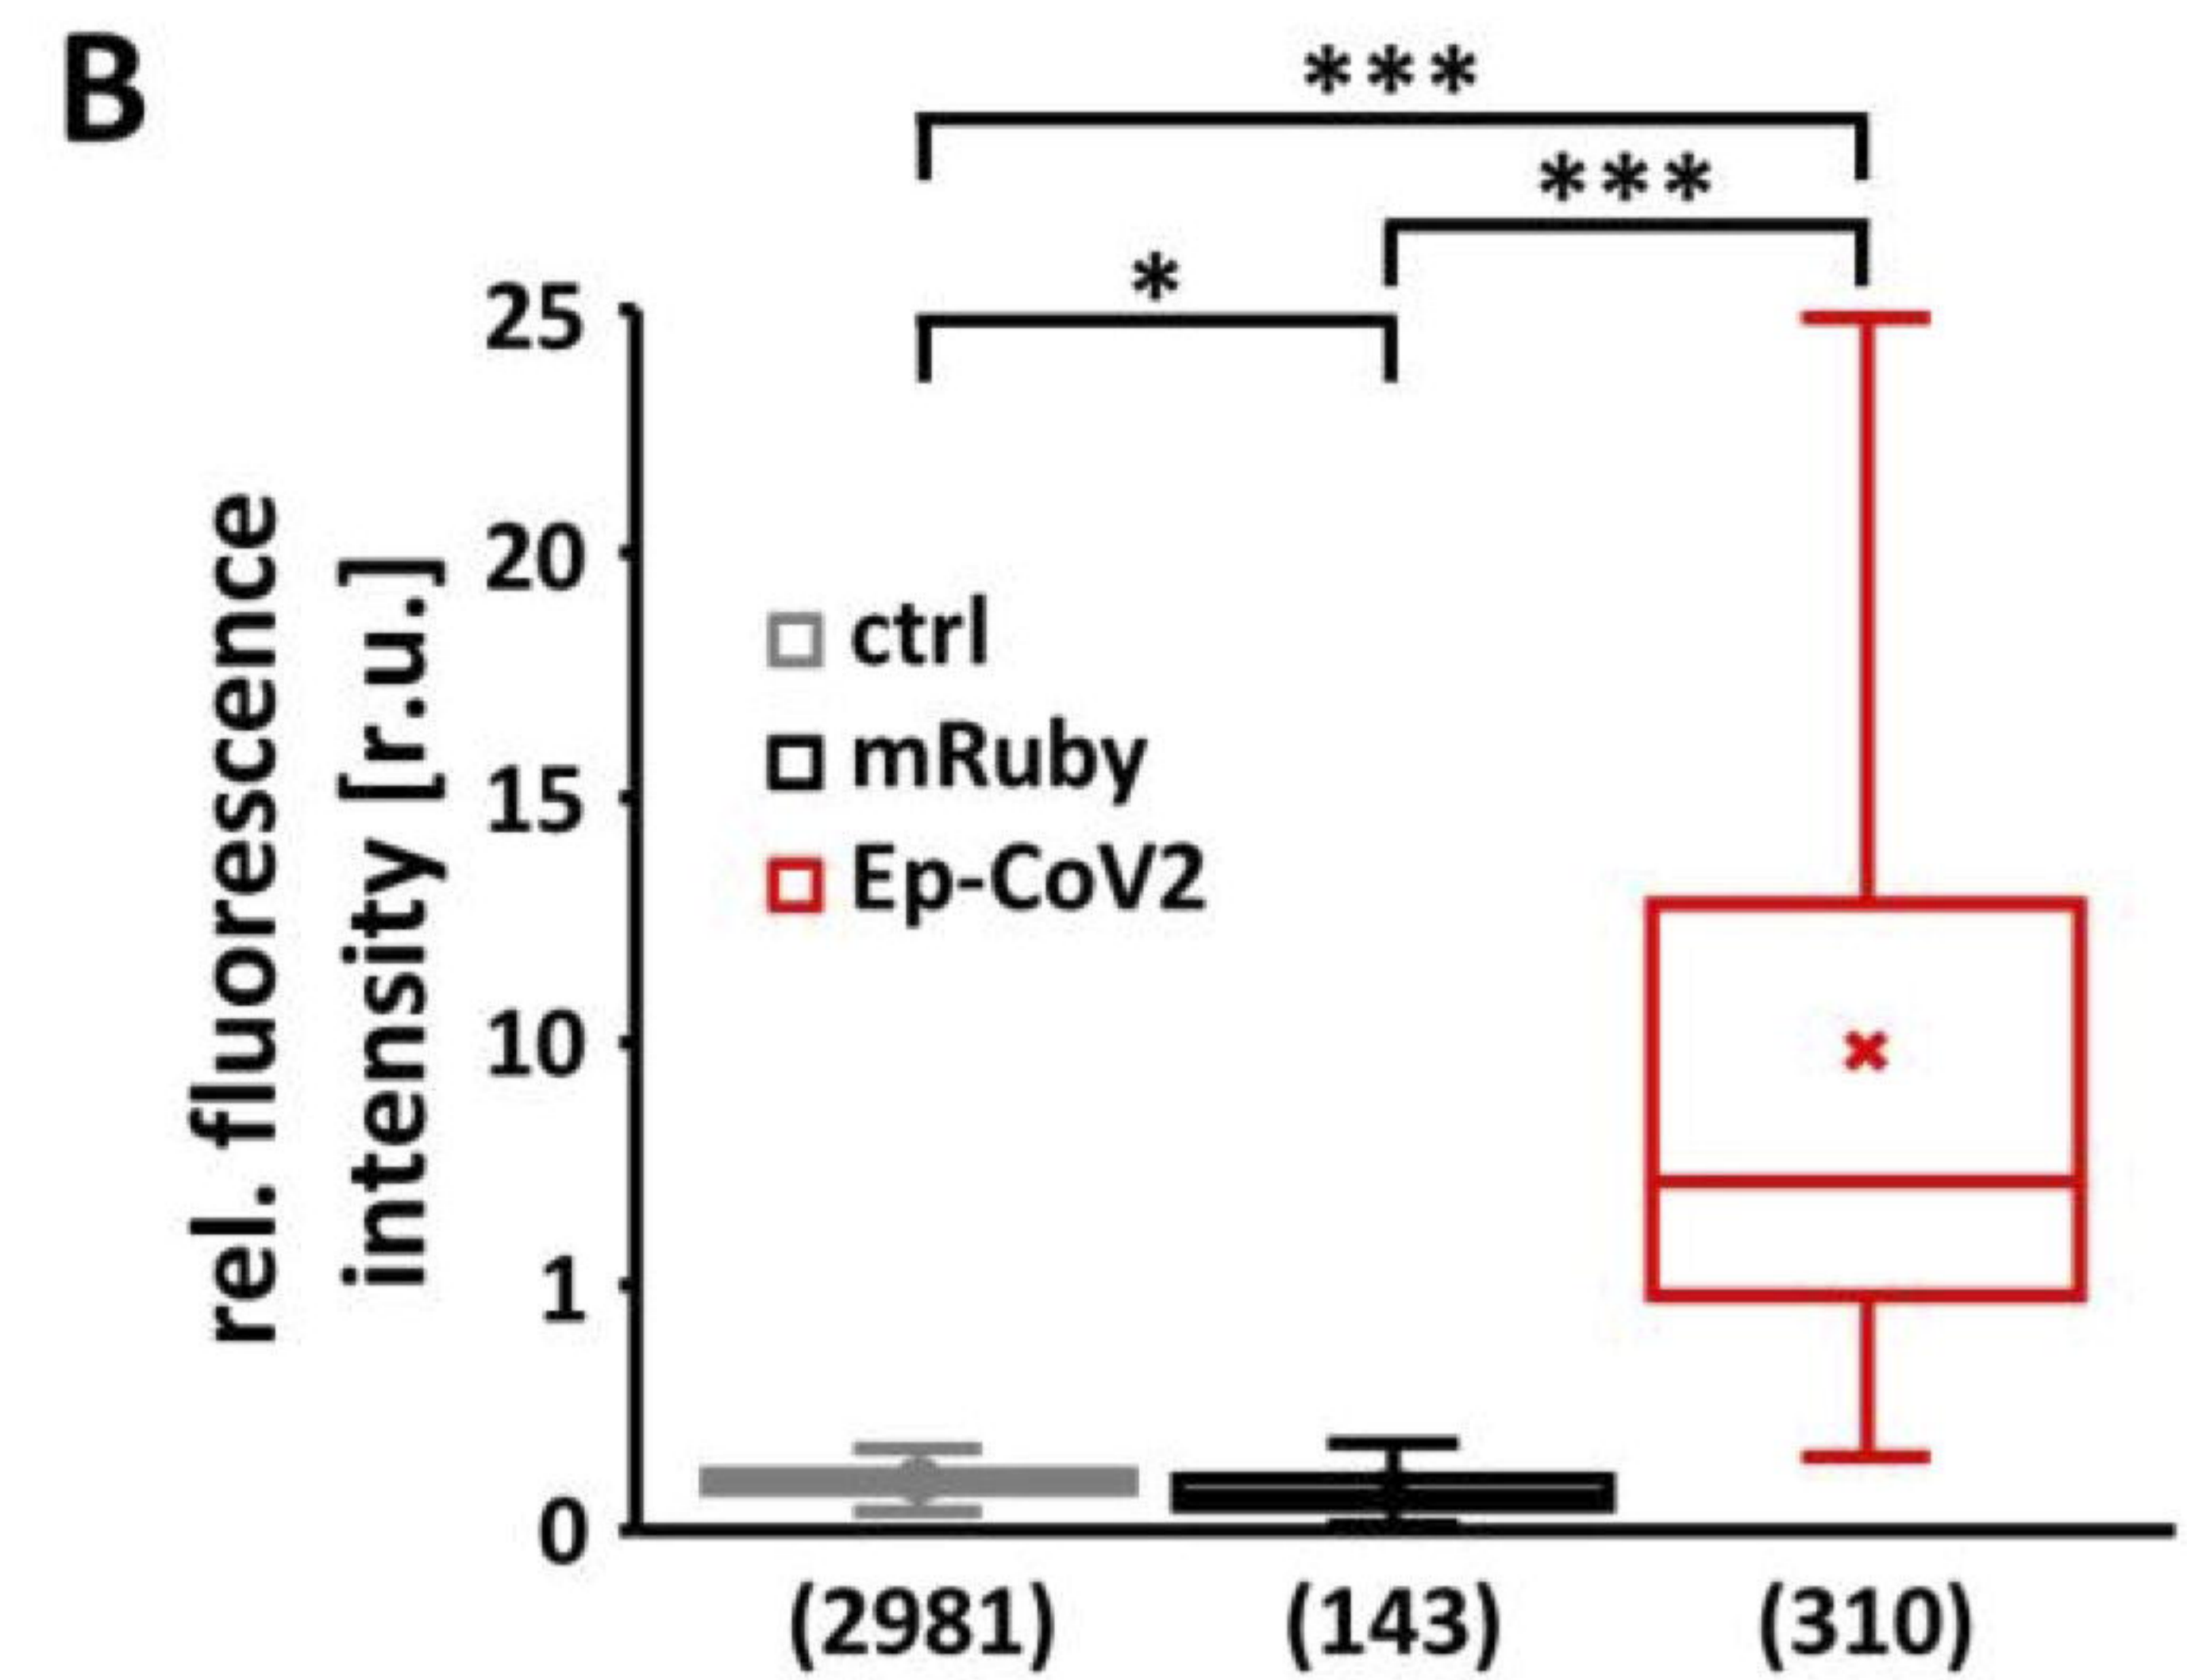 B
***
***
*
25
20
15
10
1
0
rel. fluorescence
intensity [r.u.]
ctrl
mRuby
Ep-CoV2
(2981) (143) (310)